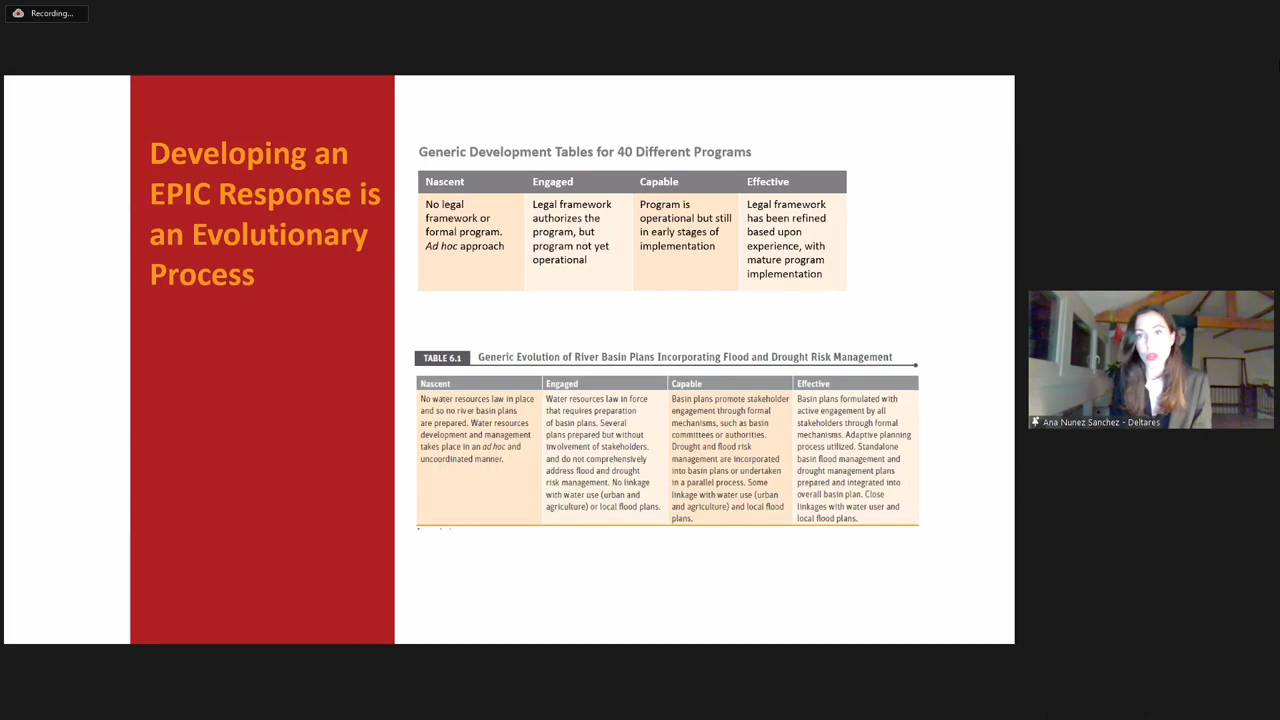 Recording...
Developing an
EPIC Response is
an Evolutionary
Process
Generic Development Tables for 40 Different Programs
Nascent
No legal
framework or
formal program.
Ad hoc approach
Engaged
Legal framework
authorizes the
program, but
program not yet
operational
Capable
Program is
operational but still
in early stages of
implementation
Effective
Legal framework
has been refined
based upon
experience, with
mature program
implementation
TABLE 6.1
Generic Evolution of River Basin Plans Incorporating Flood and Drought Risk Management
Nascent
No water resources law in place
and so no river basin plans
are prepared. Water resources
development and management
takes place in an ad hoc and
uncoordinated manner.
Engaged
Water resources law in force
that requires preparation
of basin plans. Several
plans prepared but without
involvement of stakeholders,
and do not comprehensively
address flood and drought
risk management. No linkage
with water use (urban and
agriculture) or local flood plans.
Capable
Basin plans promote stakeholder
engagement through formal
mechanisms, such as basin
committees or authorities.
Drought and flood risk
management are incorporated
into basin plans or undertaken
in a parallel process. Some
linkage with water use (urban
and agriculture) and local flood
plans.
Effective
Basin plans formulated with
active engagement by all
stakeholders through formal
mechanisms. Adaptive planning
process utilized. Standalone
basin flood management and
drought management plans
prepared and integrated into
overall basin plan. Close
linkages with water user and
local flood plans.
Ana Nunez Sanchez - Deltares